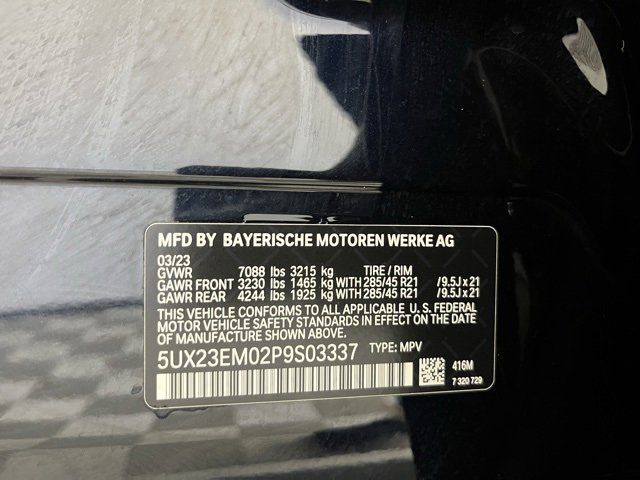 MFD BY BAYERISCHE MOTOREN WERKE AG
03/23
GVWR 7088 lbs 3215 kg TIRE / RIM
GAWR FRONT 3230 lbs 1465 kg WITH 285/45 R21 /9.5J x 21
GAWR REAR 4244 lbs 1925 kg WITH 285/45 R21 /9.5J x 21
THIS VEHICLE CONFORMS TO ALL APPLICABLE U. S. FEDERAL
MOTOR VEHICLE SAFETY STANDARDS IN EFFECT ON THE
DATE OF MANUFACTURE SHOWN ABOVE.
5UX23EM02P9S03337 TYPE: MPV
416M
7 320 729